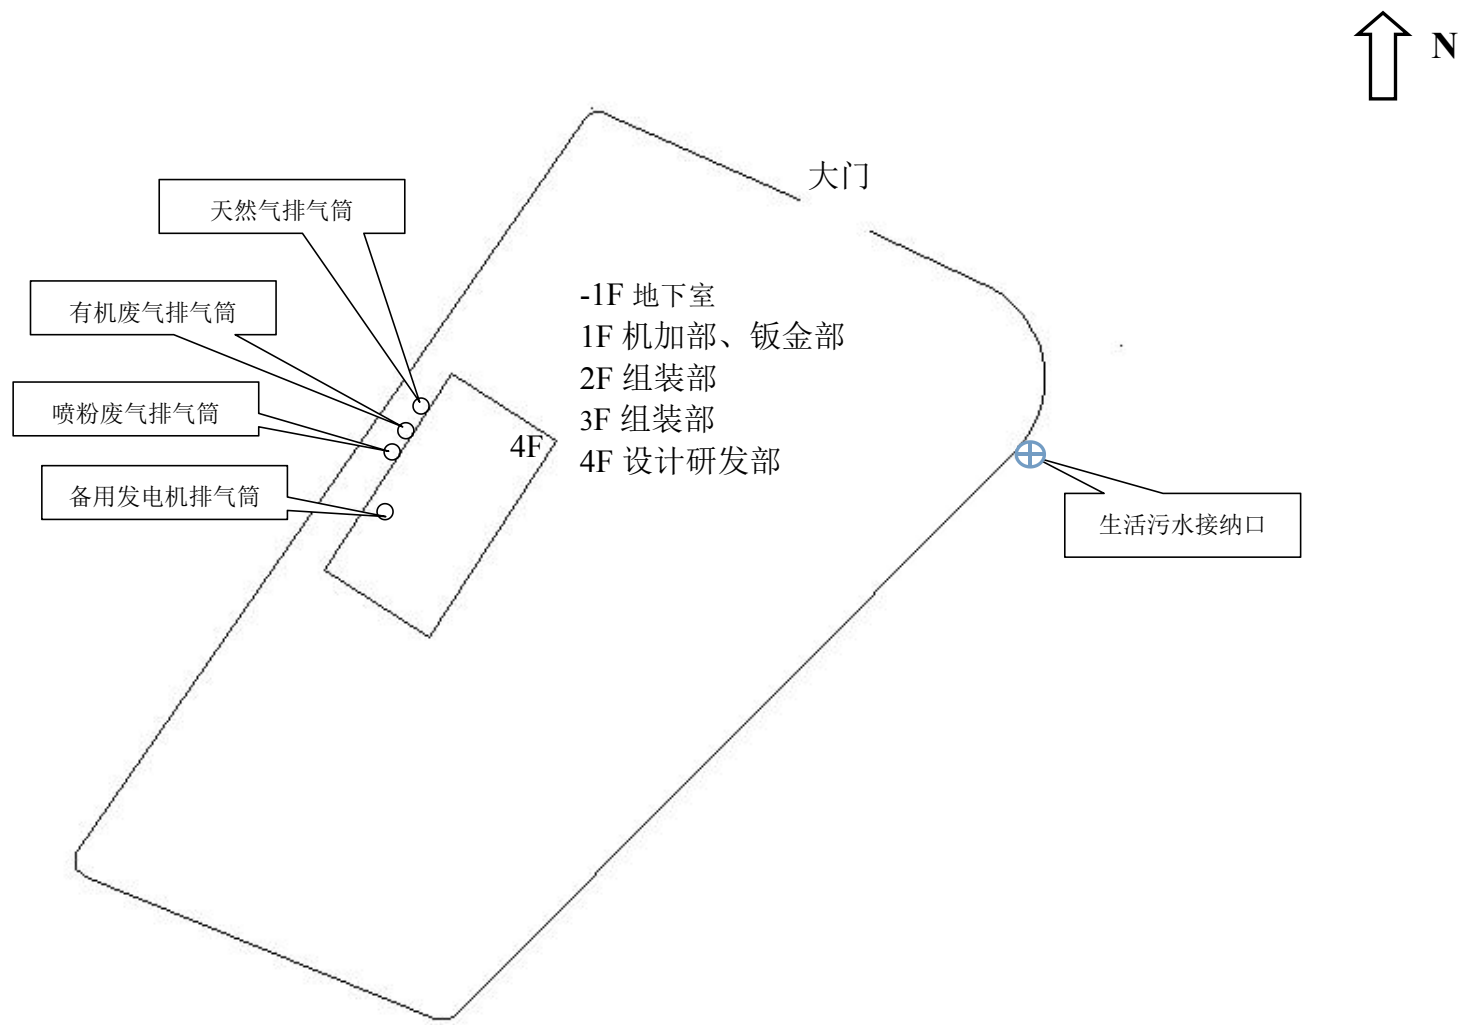 N
大门
天然气排气筒
-1F 地下室
有机废气排气筒
1F 机加部、钣金部
2F 组装部
喷粉废气排气筒
3F 组装部
4F
4F 设计研发部
备用发电机排气筒
生活污水接纳口